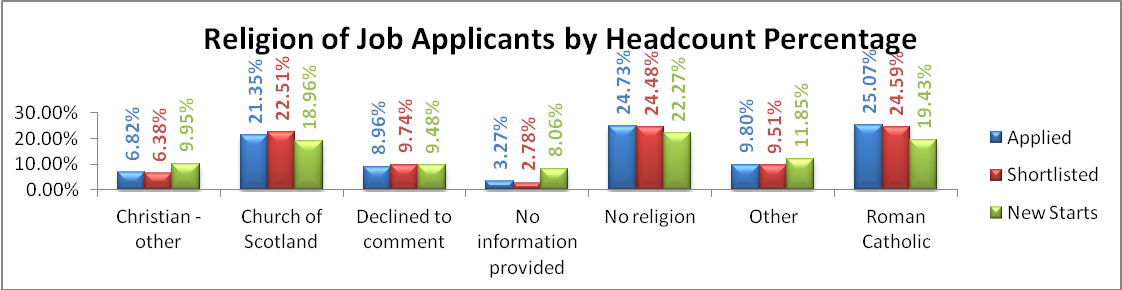 Religion of Job Applicants by Headcount Percentage
30.00%
20.00%
10.00%
0.00%
6.82%
6.38%
9.95%
21.35%
22.51%
18.96%
8.96%
9.74%
9.48%
3.27%
2.78%
8.06%
24.73%
24.48%
22.27%
9.80%
9.51%
11.85%
25.07%
24.59%
19.43%
Christian -
other
Church of
Scotland
Declined to
comment
No
information
provided
No religion
Other
Roman
Catholic
Applied
Shortlisted
New Starts